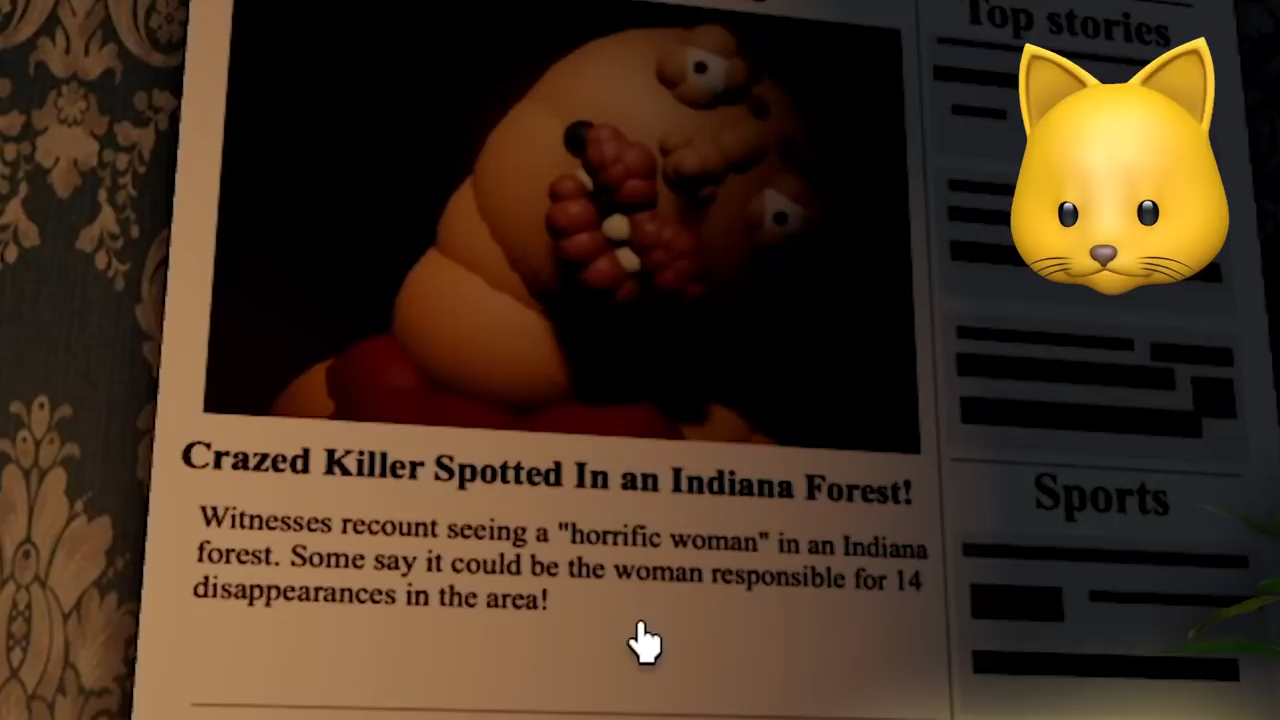 Top stories
Crazed Killer Spotted In an Indiana Forest!
Witnesses recount seeing a "horrific woman" in an Indiana
forest. Some say it could be the woman responsible for 14
disappearances in the area!
Sports